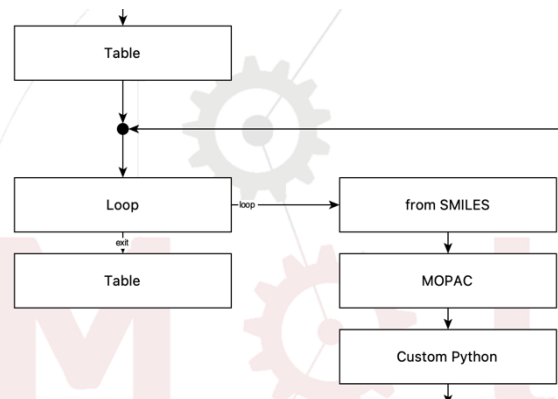 Table
Loop
loop
from SMILES
exit
Table
MOPAC
Custom Python